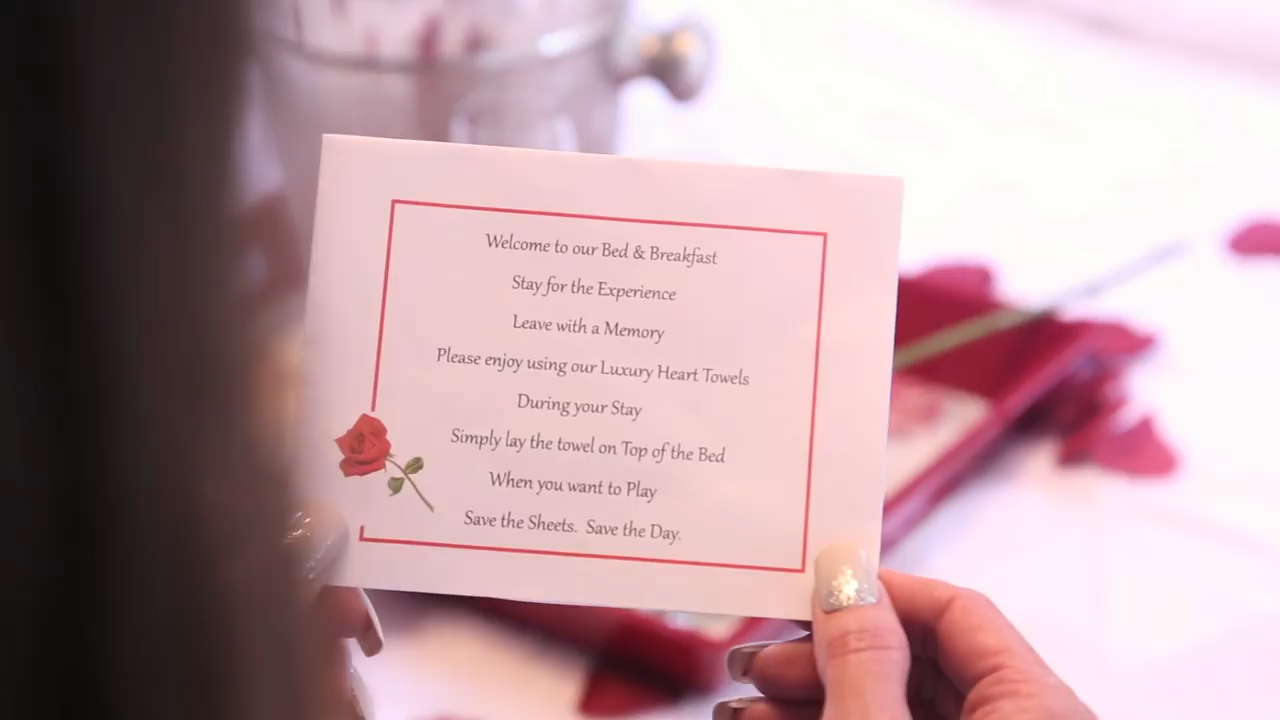 Welcome to our Bed & Breakfast
Stay for the Experience
Leave with a Memory
Please enjoy using our Luxury Heart Towels
During your Stay
Simply lay the towel on Top of the Bed
When you want to Play
Save the Sheets. Save the Day.